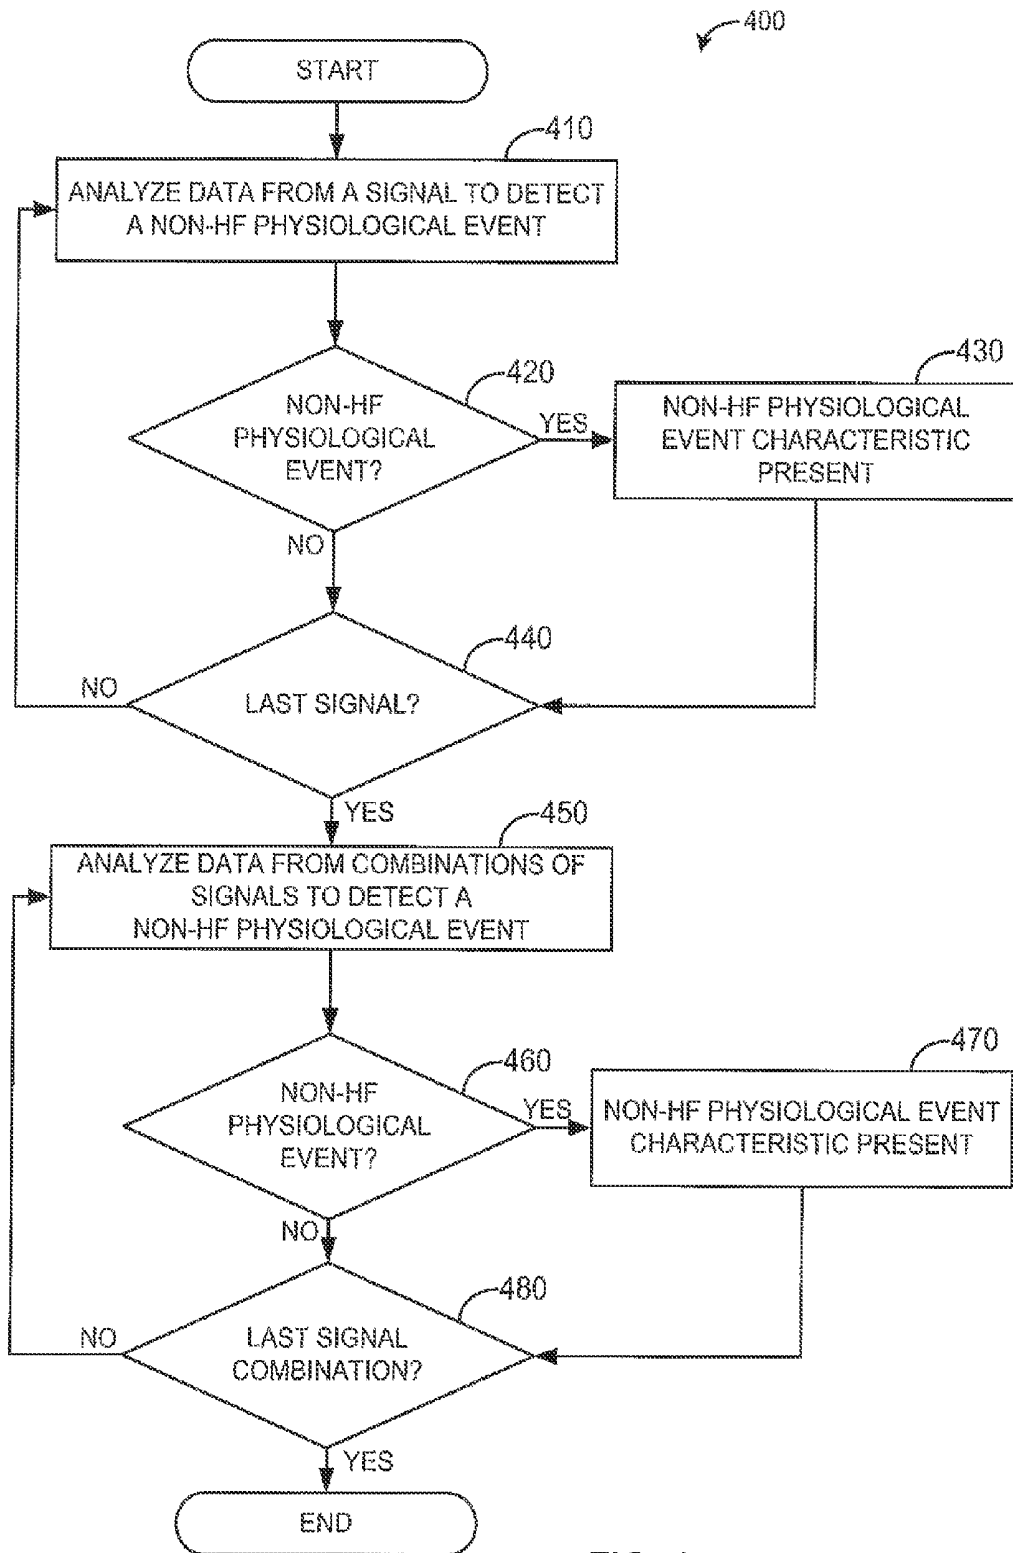 400
START
410
ANALYZE DATA FROM A SIGNAL TO DETECT
A NON-HF PHYSIOLOGICAL EVENT
420
NON-HF
PHYSIOLOGICAL
EVENT?
YES
430
NON-HF PHYSIOLOGICAL
EVENT CHARACTERISTIC
PRESENT
NO
440
LAST SIGNAL?
NO
YES
450
ANALYZE DATA FROM COMBINATIONS OF
SIGNALS TO DETECT A
NON-HF PHYSIOLOGICAL EVENT
460
NON-HF
PHYSIOLOGICAL
EVENT?
YES
470
NON-HF PHYSIOLOGICAL EVENT
CHARACTERISTIC PRESENT
NO
480
LAST SIGNAL
COMBINATION?
NO
YES
END